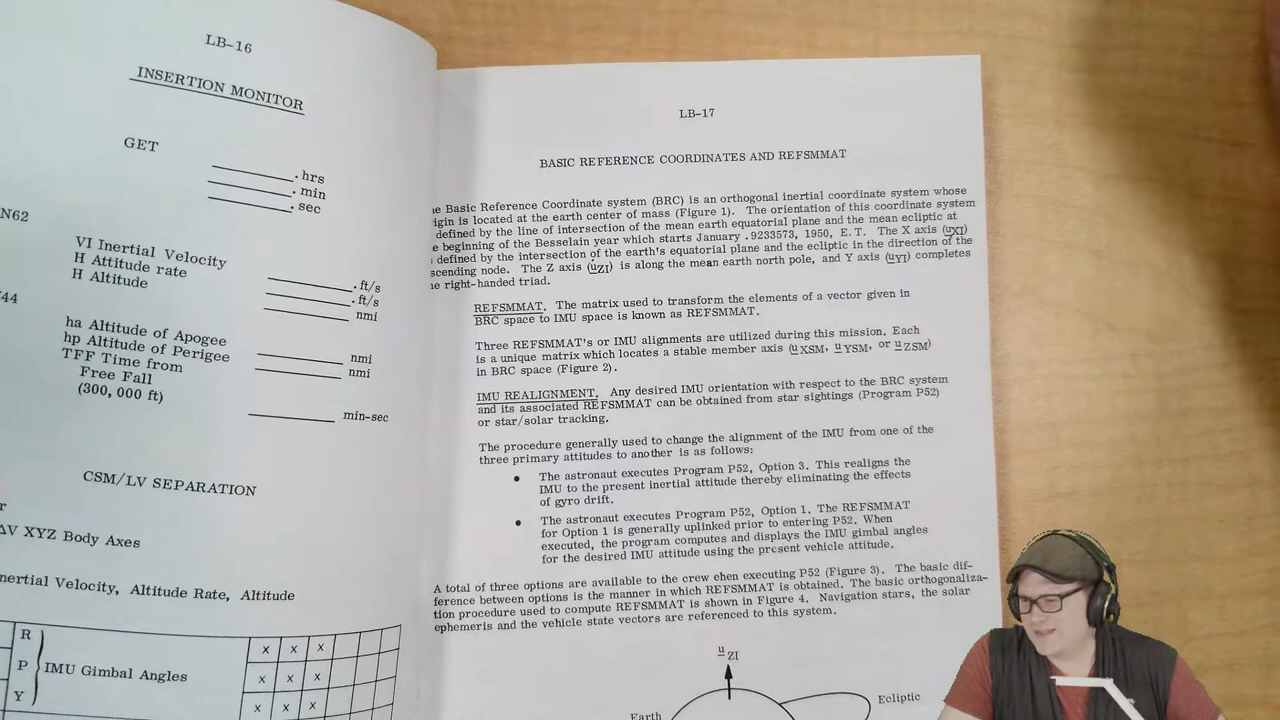 LB-16
INSERTION MONITOR
GET
. hrs
. min
. sec
N62
VI Inertial Velocity
. ft/s
H Attitude rate
. ft/s
H Altitude
nmi
44
ha Altitude of Apogee
nmi
hp Altitude of Perigee
nmi
TFF Time from
Free Fall
(300, 000 ft)
min-sec
CSM/LV SEPARATION
r
ΔV XYZ Body Axes
nertial Velocity, Altitude Rate, Altitude
R
P
Y
IMU Gimbal Angles
x x x
x x x
x x x
LB-17
BASIC REFERENCE COORDINATES AND REFSMMAT
e Basic Reference Coordinate system (BRC) is an orthogonal inertial coordinate system whose
igin is located at the earth center of mass (Figure 1). The orientation of this coordinate system
defined by the line of intersection of the mean earth equatorial plane and the mean ecliptic at
e beginning of the Besselain year which starts January .9233573, 1950, E. T. The X axis (uXI)
defined by the intersection of the earth's equatorial plane and the ecliptic in the direction of the
scending node. The Z axis (uZI) is along the mean earth north pole, and Y axis (uYI) completes
e right-handed triad.
REFSMMAT. The matrix used to transform the elements of a vector given in
BRC space to IMU space is known as REFSMMAT.
Three REFSMMAT's or IMU alignments are utilized during this mission. Each
is a unique matrix which locates a stable member axis (uXSM, uYSM, or uZSM)
in BRC space (Figure 2).
IMU REALIGNMENT. Any desired IMU orientation with respect to the BRC system
and its associated REFSMMAT can be obtained from star sightings (Program P52)
or star/solar tracking.
The procedure generally used to change the alignment of the IMU from one of the
three primary attitudes to another is as follows:
• The astronaut executes Program P52, Option 3. This realigns the
IMU to the present inertial attitude thereby eliminating the effects
of gyro drift.
• The astronaut executes Program P52, Option 1. The REFSMMAT
for Option 1 is generally uplinked prior to entering P52. When
executed, the program computes and displays the IMU gimbal angles
for the desired IMU attitude using the present vehicle attitude.
A total of three options are available to the crew ehen executing P52 (Figure 3). The basic dif-
ference between options is the manner in which REFSMMAT is obtained. The basic orthogonaliza-
tion procedure used to compute REFSMMAT is shown in Figure 4. Navigation stars, the solar
ephemeris and the vehicle state vectors are referenced to this system.
u ZI
Ecliptic
Earth